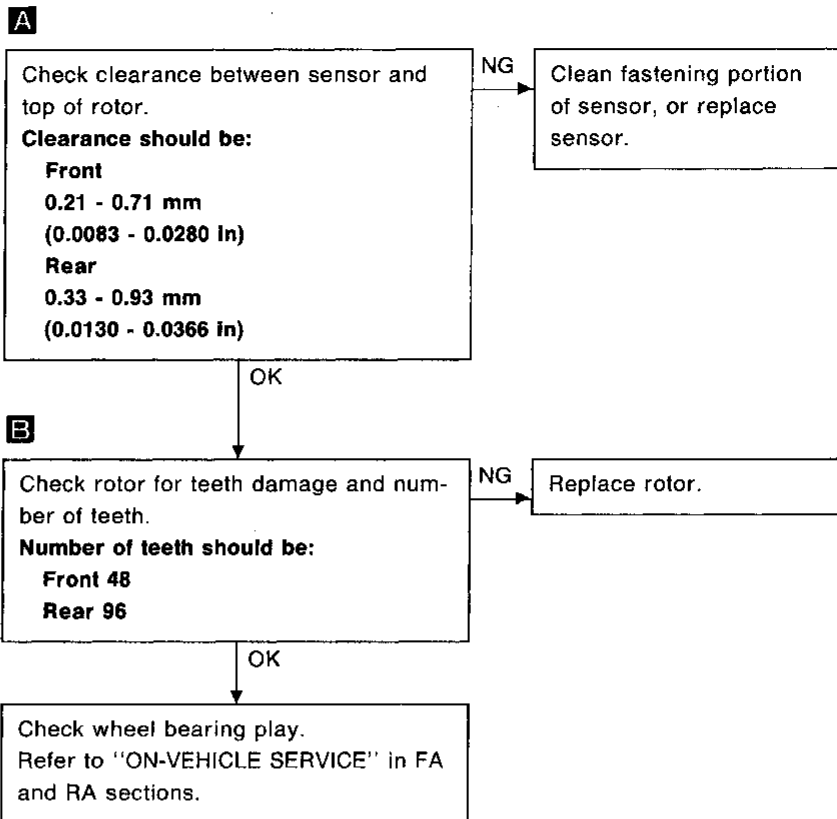 A
Check clearance between sensor and
top of rotor.
Clearance should be:
Front
0.21 - 0.71 mm
(0.0083 - 0.0280 in)
Rear
0.33 - 0.93 mm
(0.0130 - 0.0366 in)
NG
Clean fastening portion
of sensor, or replace
sensor.
OK
B
Check rotor for teeth damage and num-
ber of teeth.
Number of teeth should be:
Front 48
Rear 96
NG
Replace rotor.
OK
Check wheel bearing play.
Refer to "ON-VEHICLE SERVICE" in FA
and RA sections.